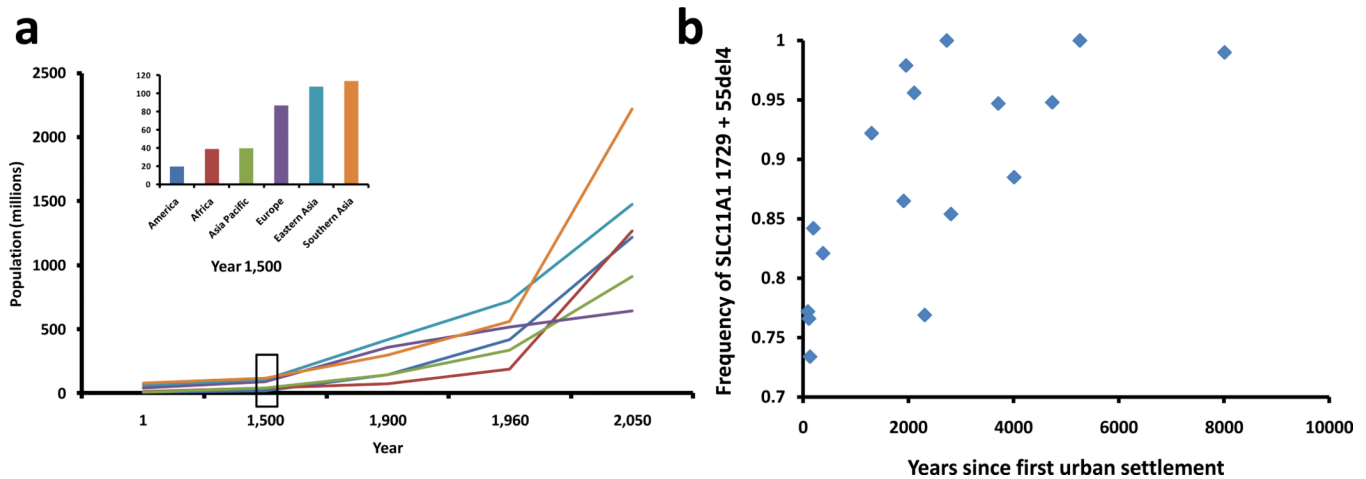 a
2500
2000
1500
1000
500
0
Population (millions)
1
1,500
1,900
1,960
2,050
Year
120
100
80
60
40
20
0
America
Africa
Asia Pacific
Europe
Eastern Asia
Southern Asia
Year 1,500
b
1
0.95
0.9
0.85
0.8
0.75
0.7
Frequency of SLC11A1 1729 + 55del4
0
2000
4000
6000
8000
10000
Years since first urban settlement